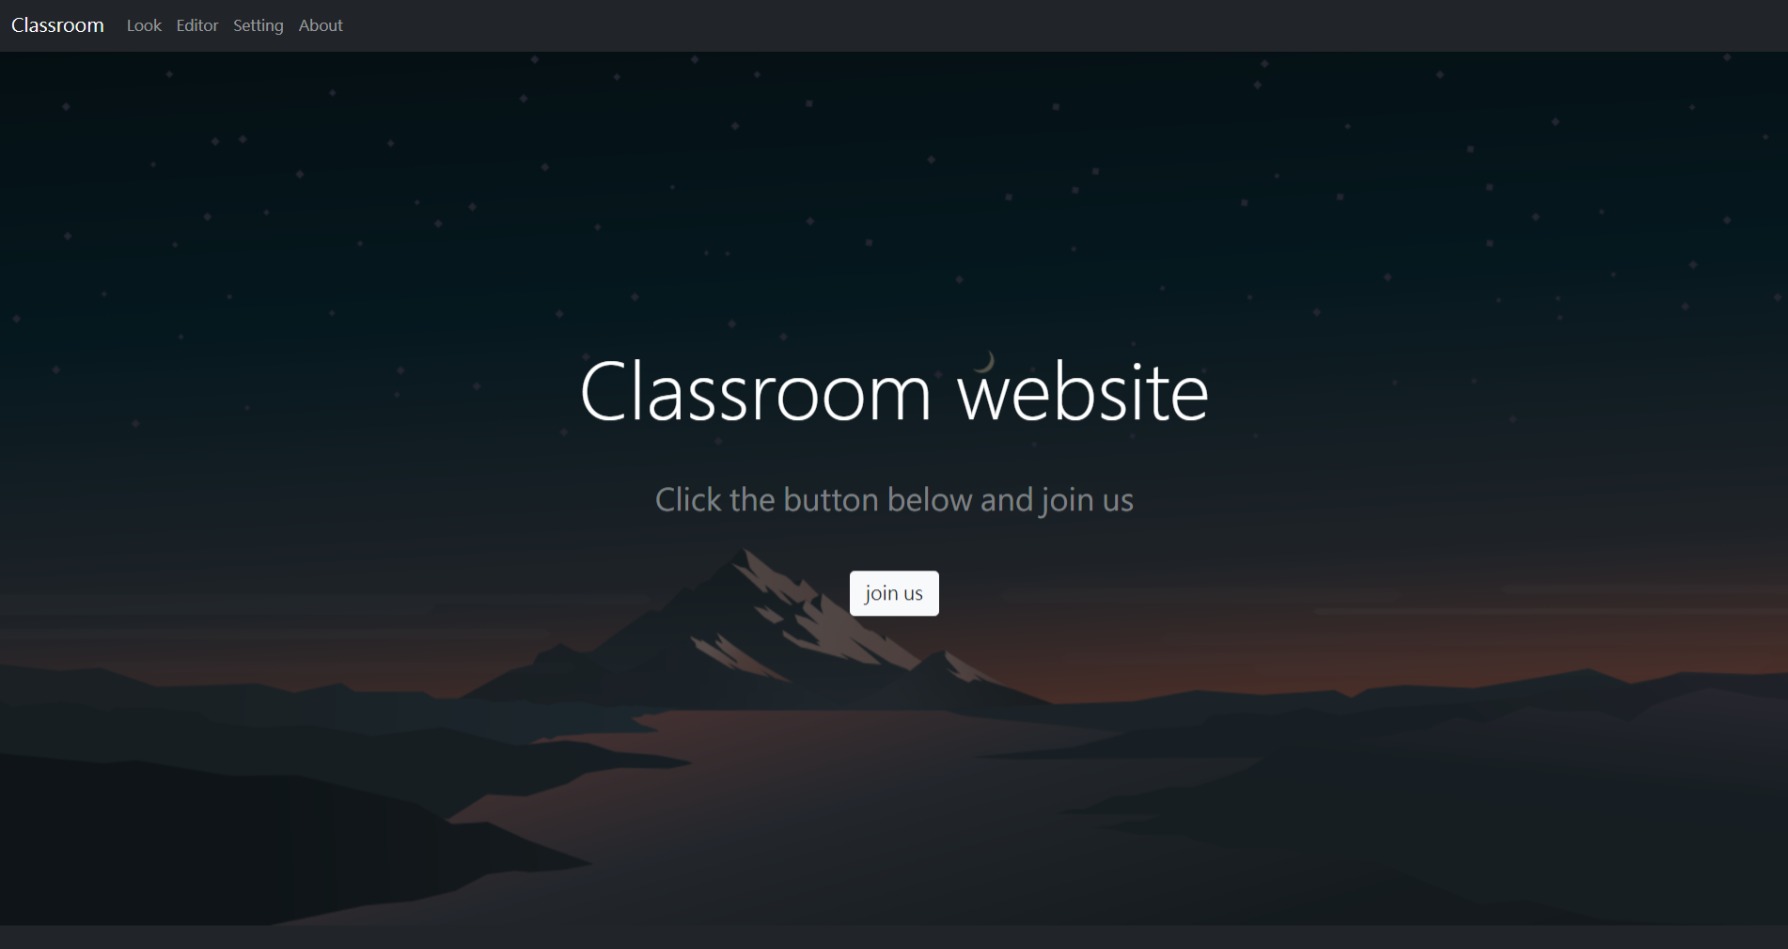 Classroom Look Editor Setting About
Classroom website
Click the button below and join us
join us